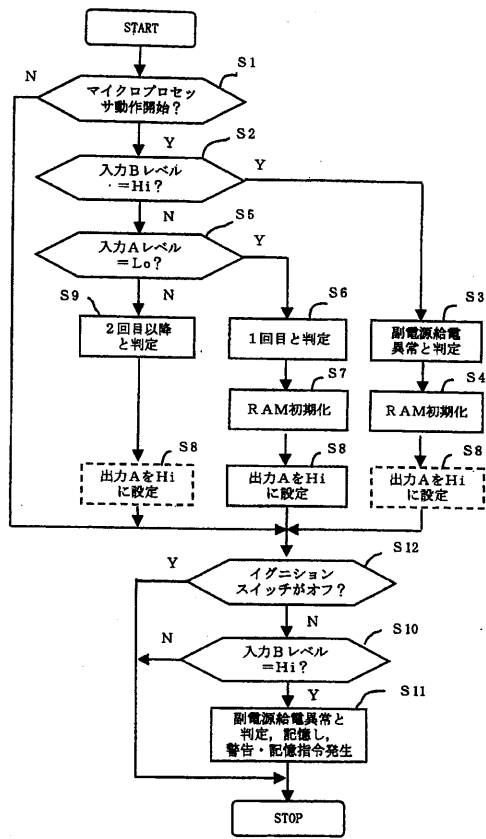 START
S1
N
マイクロプロセッ
サ動作開始?
Y
S2
入力Bレベル
=Hi?
Y
N
S5
入力Aレベル
=Lo?
Y
N
S9
2回目以降
と判定
S6
1回目と判定
S3
副電源給電
異常と判定
S7
RAM初期化
S4
RAM初期化
S8
出力AをHi
に設定
S8
出力AをHi
に設定
S8
出力AをHi
に設定
S12
Y
イグニション
スイッチがオフ?
N
S10
N
入力Bレベル
=Hi?
Y
S11
副電源給電異常と
判定,記憶し,
警告・記憶指令発生
STOP